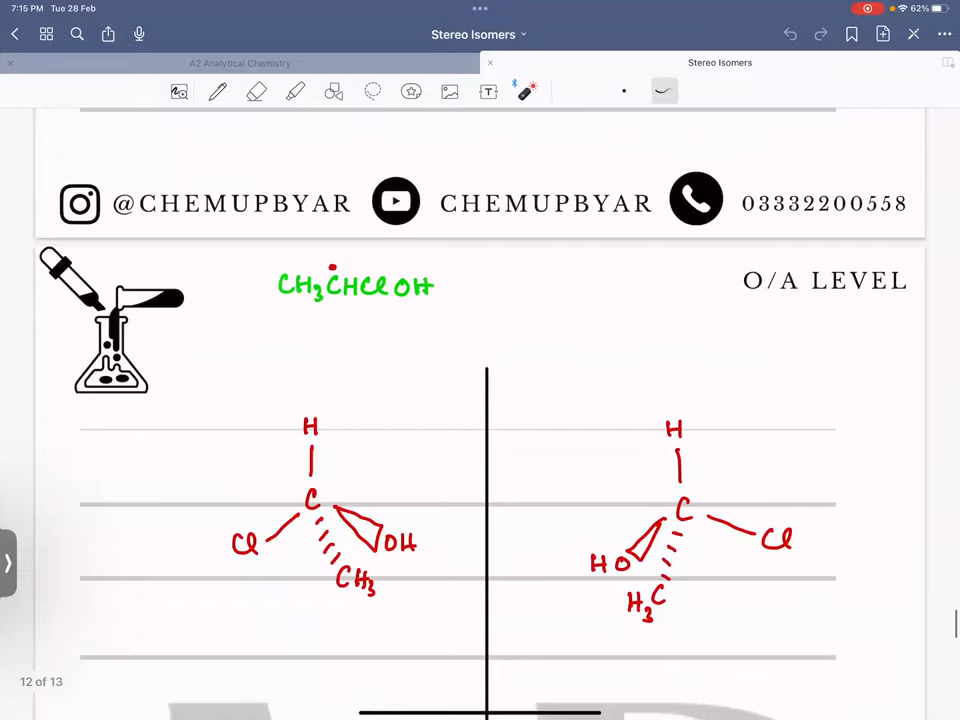 7:15 PM Tue 28 Feb
62%
Stereo Isomers
A2 Analytical Chemistry
Stereo Isomers
T
@CHEMUPBYAR CHEMUPBYAR 03332200558
CH₃CHClOH
O/A LEVEL
H H
C C
Cl OH HO Cl
CH₃ H₃C
12 of 13